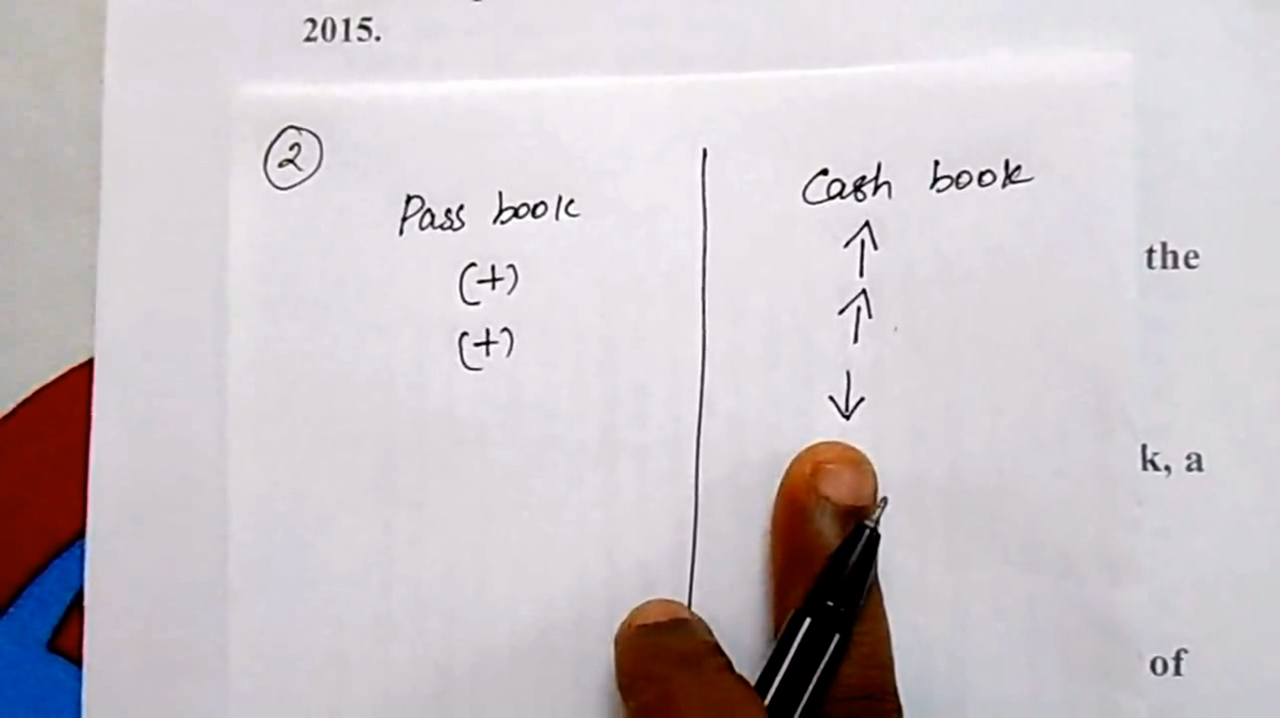 2015.
2
Pass book
Cash book
(+)
↑
(+)
↑
↓
the
k, a
of